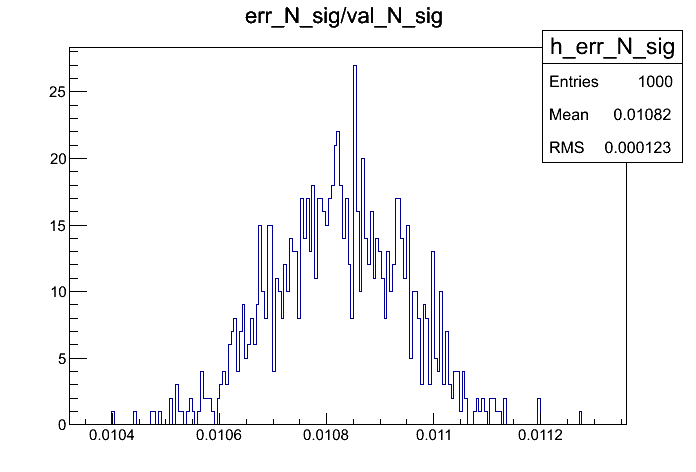 err_N_sig/val_N_sig
h_err_N_sig
Entries 1000
Mean 0.01082
RMS 0.000123
25
20
15
10
5
0
0.0104 0.0106 0.0108 0.011 0.0112